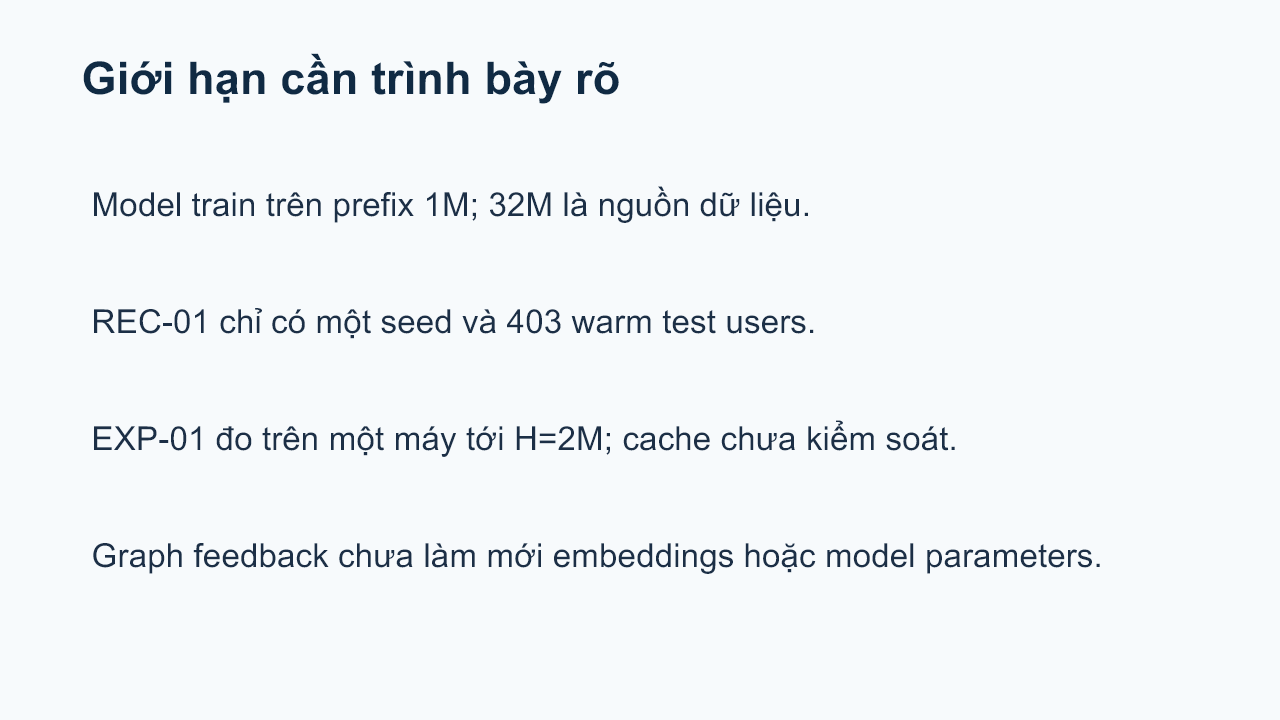 Giới hạn cần trình bày rõ
Model train trên prefix 1M; 32M là nguồn dữ liệu.
REC-01 chỉ có một seed và 403 warm test users.
EXP-01 đo trên một máy tới H=2M; cache chưa kiểm soát.
Graph feedback chưa làm mới embeddings hoặc model parameters.